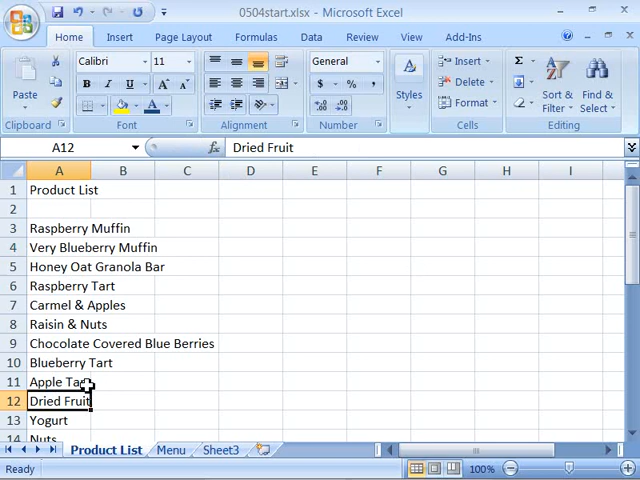 0504start.xlsx - Microsoft Excel
Home Insert Page Layout Formulas Data Review View Add-Ins
Paste
Clipboard
Calibri 11
B I U A A
A
Font
Alignment
General
$ % ,
Number
A
Styles
Insert
Delete
Format
Cells
Σ
Sort & Filter
Find & Select
Editing
A12 fx Dried Fruit
A B C D E F G H I
1 Product List
2
3 Raspberry Muffin
4 Very Blueberry Muffin
5 Honey Oat Granola Bar
6 Raspberry Tart
7 Carmel & Apples
8 Raisin & Nuts
9 Chocolate Covered Blue Berries
10 Blueberry Tart
11 Apple
12 Dried Fruit
13 Yogurt
14 Nuts
Product List Menu Sheet3
Ready 100%